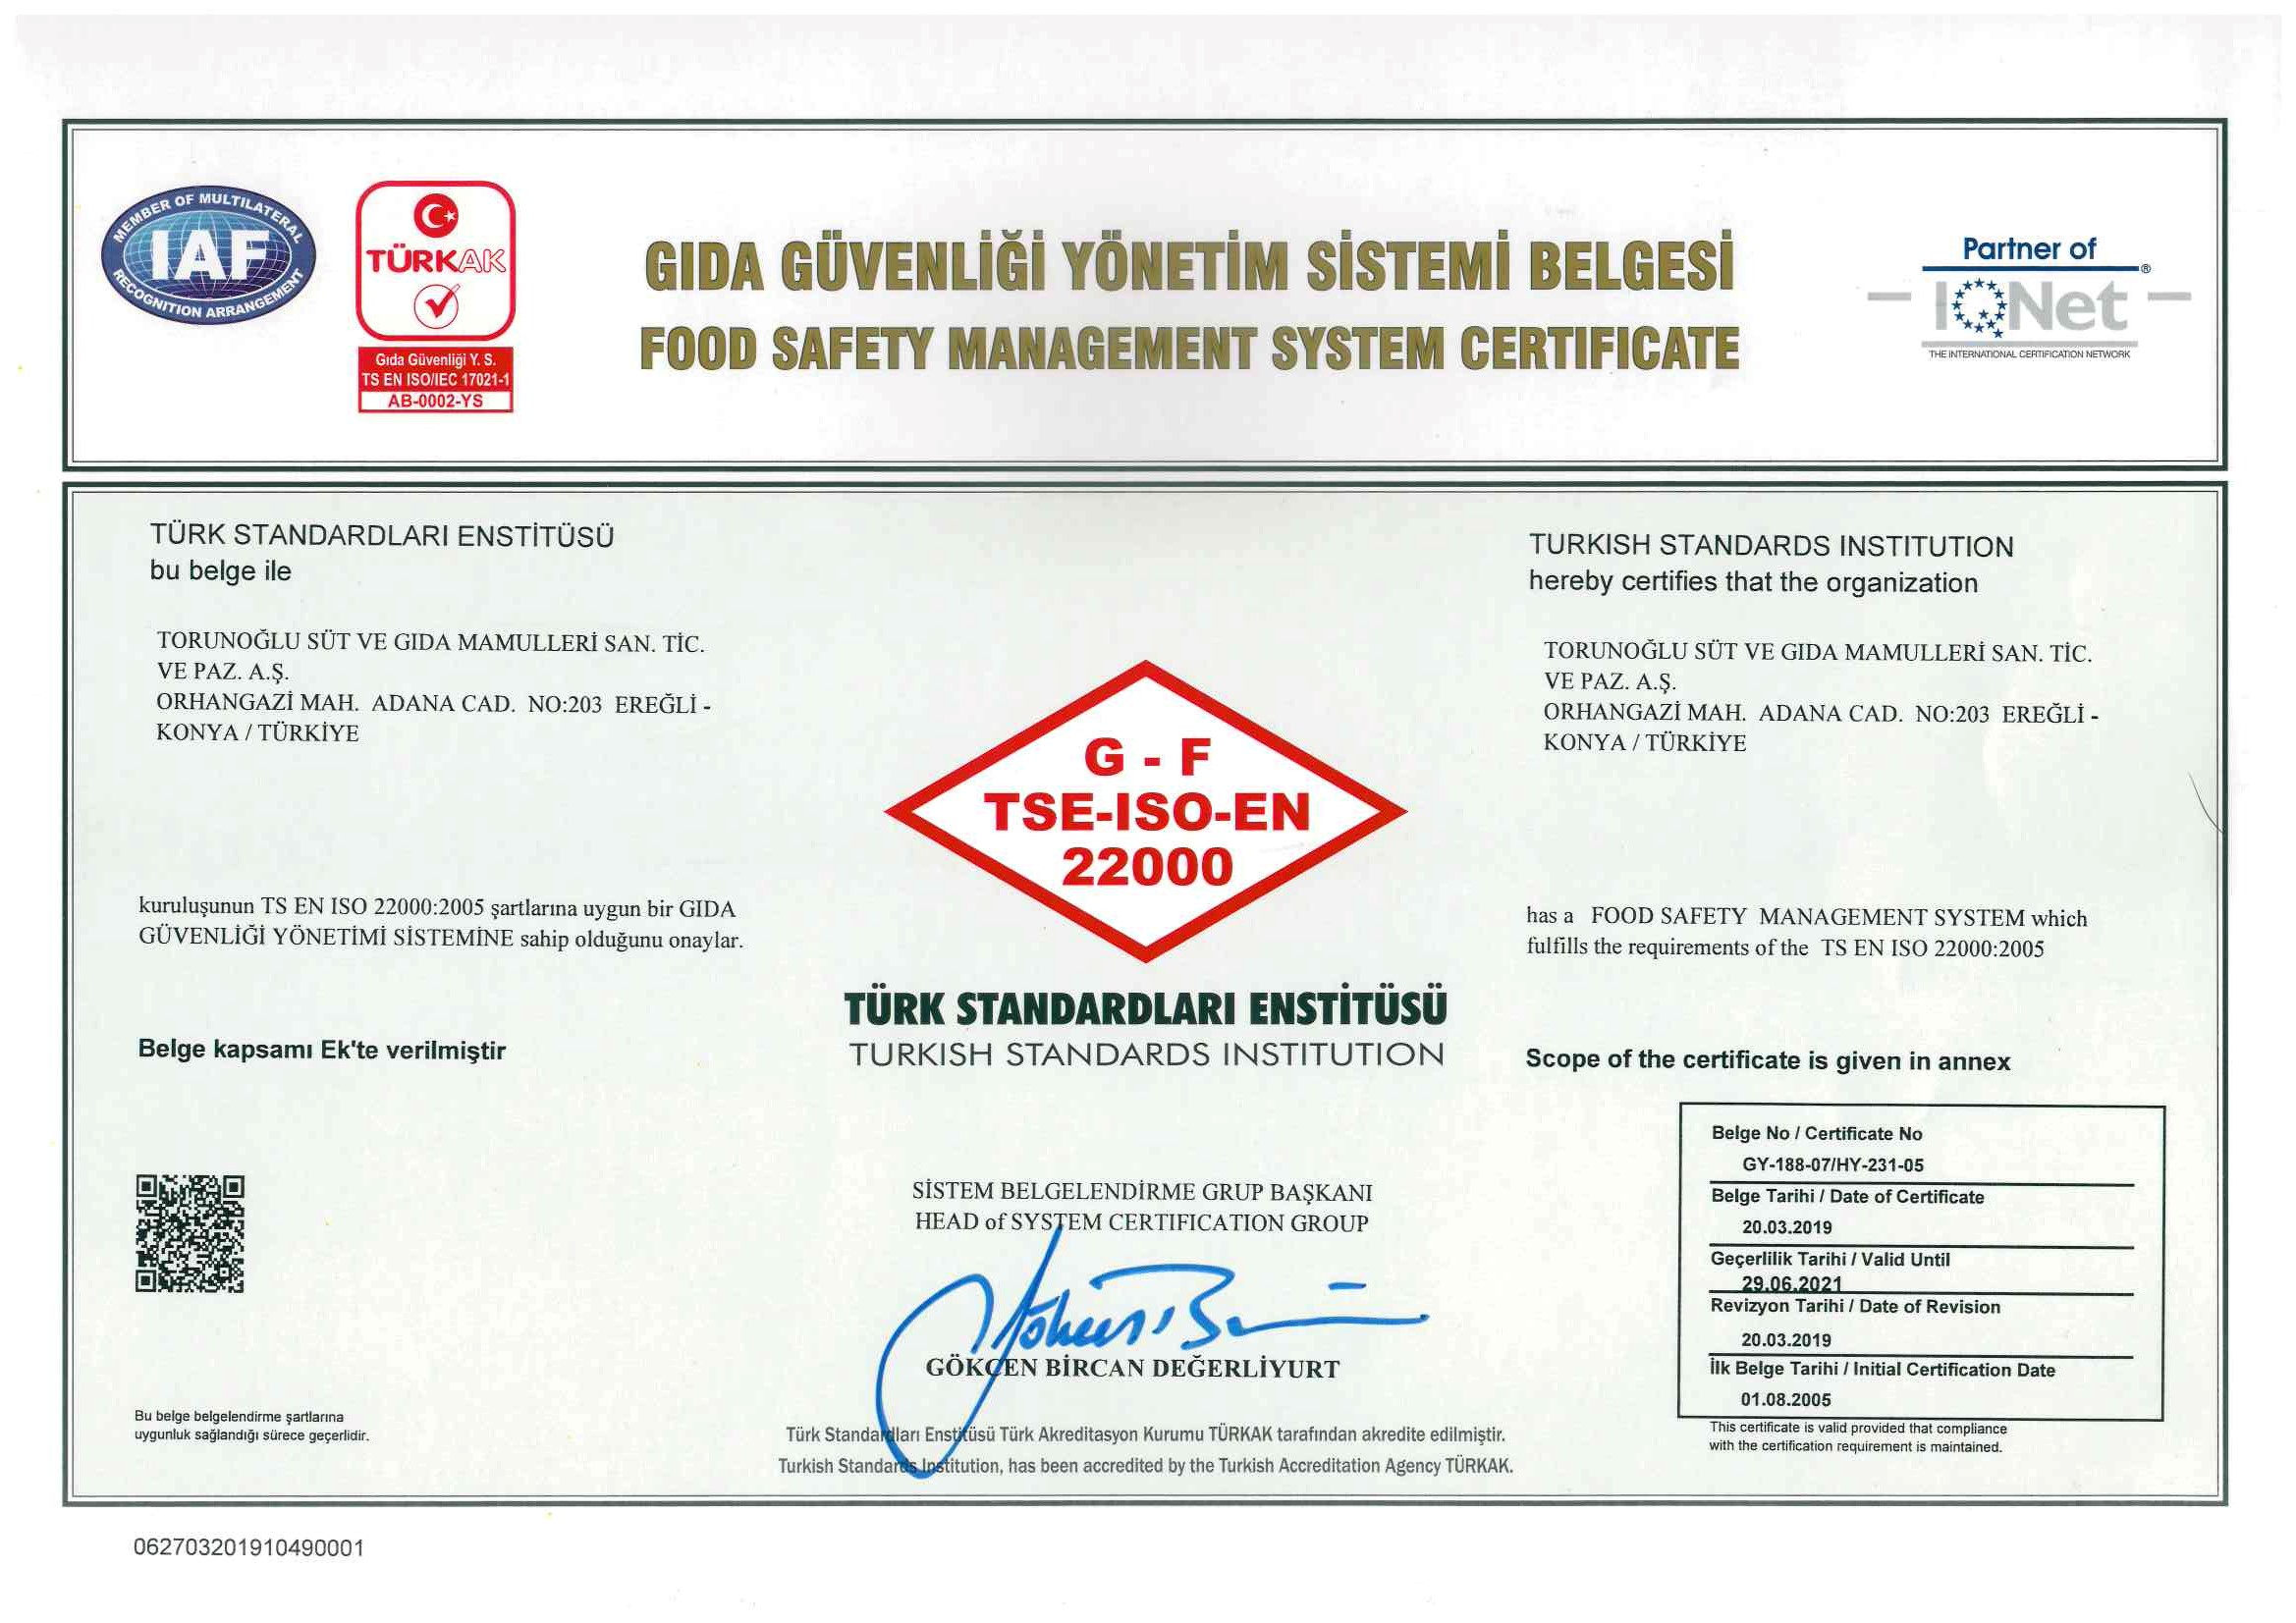 MEMBER OF MULTILATERAL
IAF
RECOGNITION ARRANGEMENT
TÜRKAK
Gıda Güvenliği Y. S.
TS EN ISO/IEC 17021-1
AB-0002-YS
GIDA GÜVENLİĞİ YÖNETİM SİSTEMİ BELGESİ
FOOD SAFETY MANAGEMENT SYSTEM CERTIFICATE
Partner of
IQNet ®
THE INTERNATIONAL CERTIFICATION NETWORK
TÜRK STANDARDLARI ENSTİTÜSÜ
bu belge ile
TORUNOĞLU SÜT VE GIDA MAMULLERİ SAN. TİC.
VE PAZ. A.Ş.
ORHANGAZİ MAH. ADANA CAD. NO:203 EREĞLİ -
KONYA / TÜRKİYE
kuruluşunun TS EN ISO 22000:2005 şartlarına uygun bir GIDA
GÜVENLİĞİ YÖNETİMİ SİSTEMİNE sahip olduğunu onaylar.
Belge kapsamı Ek'te verilmiştir
Bu belge belgelendirme şartlarına
uygunluk sağlandığı sürece geçerlidir.
G - F
TSE-ISO-EN
22000
TÜRK STANDARDLARI ENSTİTÜSÜ
TURKISH STANDARDS INSTITUTION
SİSTEM BELGELENDİRME GRUP BAŞKANI
HEAD of SYSTEM CERTIFICATION GROUP
GÖKÇEN BİRCAN DEĞERLİYURT
Türk Standardları Enstitüsü Türk Akreditasyon Kurumu TÜRKAK tarafından akredite edilmiştir.
Turkish Standards Institution, has been accredited by the Turkish Accreditation Agency TÜRKAK.
TURKISH STANDARDS INSTITUTION
hereby certifies that the organization
TORUNOĞLU SÜT VE GIDA MAMULLERİ SAN. TİC.
VE PAZ. A.Ş.
ORHANGAZİ MAH. ADANA CAD. NO:203 EREĞLİ -
KONYA / TÜRKİYE
has a FOOD SAFETY MANAGEMENT SYSTEM which
fulfills the requirements of the TS EN ISO 22000:2005
Scope of the certificate is given in annex
Belge No / Certificate No
GY-188-07/HY-231-05
Belge Tarihi / Date of Certificate
20.03.2019
Geçerlilik Tarihi / Valid Until
29.06.2021
Revizyon Tarihi / Date of Revision
20.03.2019
İlk Belge Tarihi / Initial Certification Date
01.08.2005
This certificate is valid provided that compliance
with the certification requirement is maintained.
062703201910490001